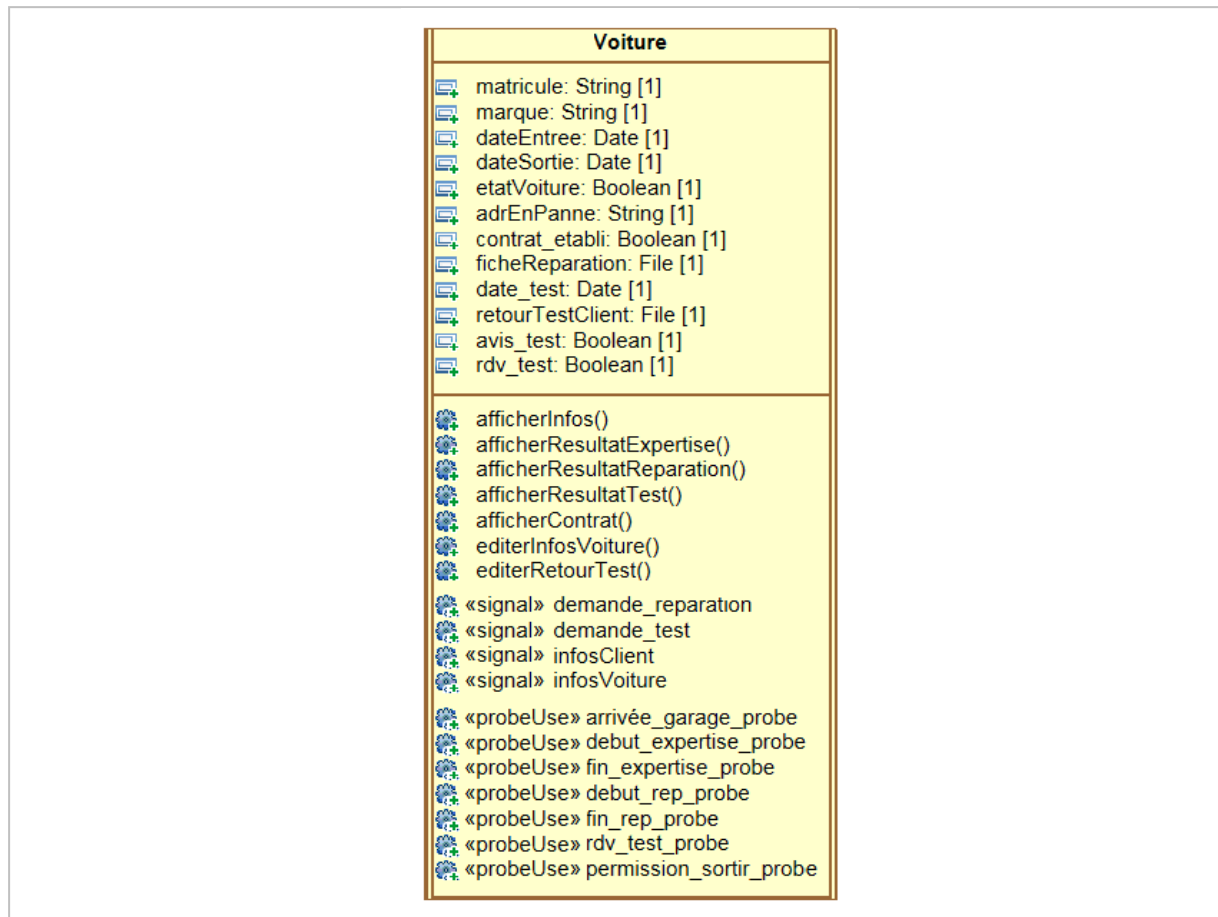 Voiture
matricule: String [1]
marque: String [1]
dateEntree: Date [1]
dateSortie: Date [1]
etatVoiture: Boolean [1]
adrEnPanne: String [1]
contrat_etabli: Boolean [1]
ficheReparation: File [1]
date_test: Date [1]
retourTestClient: File [1]
avis_test: Boolean [1]
rdv_test: Boolean [1]
afficherInfos()
afficherResultatExpertise()
afficherResultatReparation()
afficherResultatTest()
afficherContrat()
editerInfosVoiture()
editerRetourTest()
«signal» demande_reparation
«signal» demande_test
«signal» infosClient
«signal» infosVoiture
«probeUse» arrivée_garage_probe
«probeUse» debut_expertise_probe
«probeUse» fin_expertise_probe
«probeUse» debut_rep_probe
«probeUse» fin_rep_probe
«probeUse» rdv_test_probe
«probeUse» permission_sortir_probe